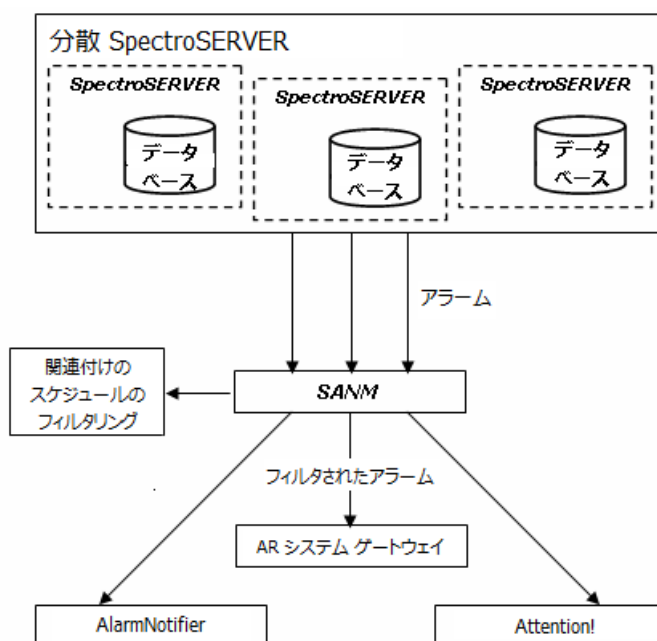 分散 SpectroSERVER
SpectroSERVER
SpectroSERVER
SpectroSERVER
データ
ベース
データ
ベース
データ
ベース
アラーム
関連付けの
スケジュールの
フィルタリング
SANM
フィルタされたアラーム
AR システム ゲートウェイ
AlarmNotifier
Attention!